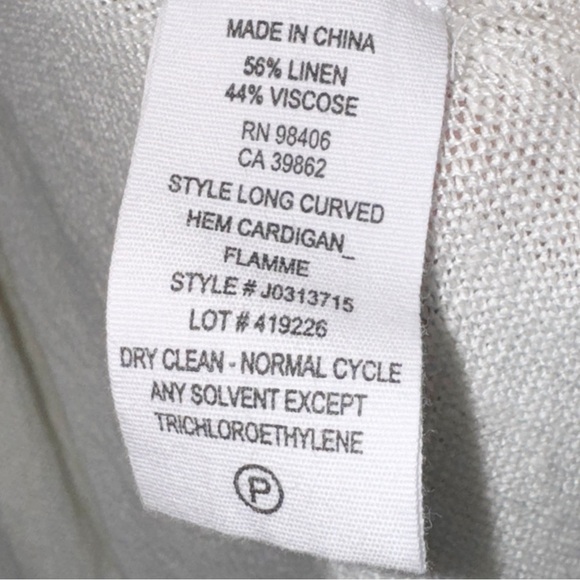 MADE IN CHINA
56% LINEN
44% VISCOSE
RN 98406
CA 39862
STYLE LONG CURVED
HEM CARDIGAN_
FLAMME
STYLE # J0313715
LOT # 419226
DRY CLEAN - NORMAL CYCLE
ANY SOLVENT EXCEPT
TRICHLOROETHYLENE
P